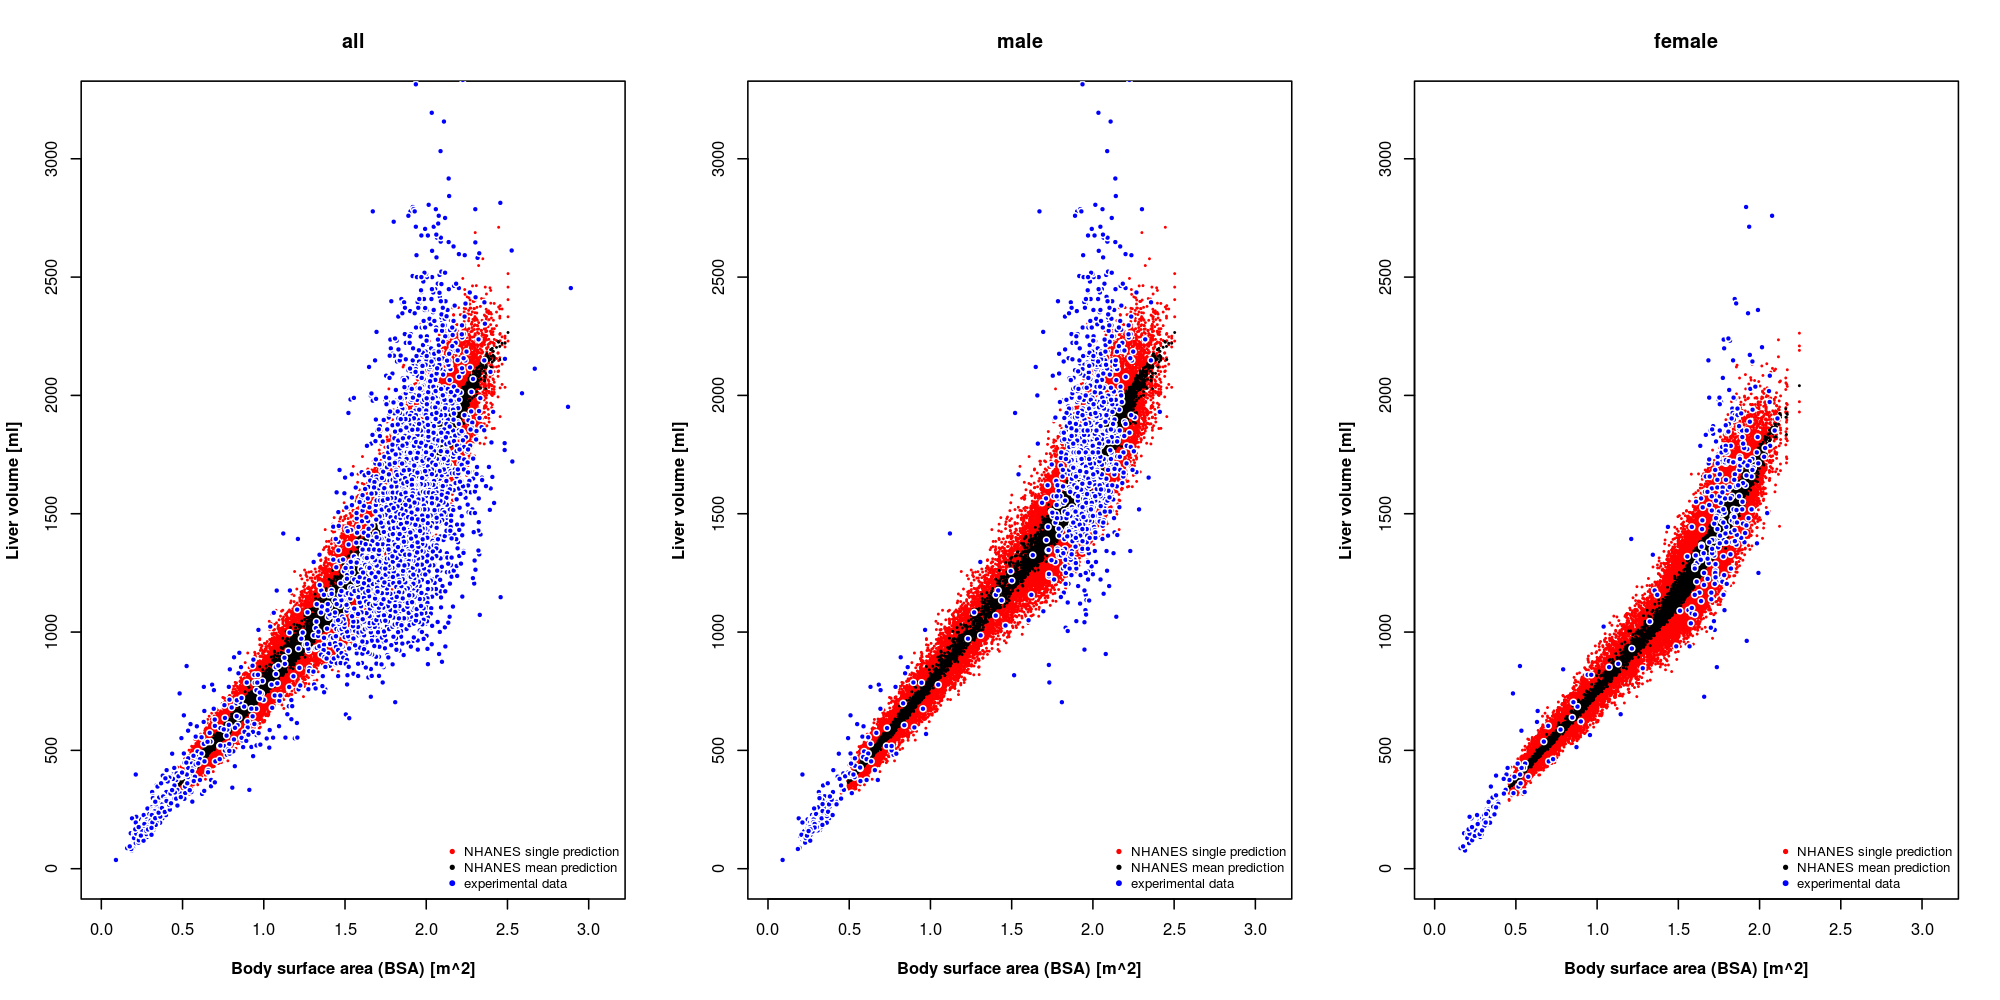 all
male
female
Liver volume [ml]
3000
2500
2000
1500
1000
500
0
NHANES single prediction
NHANES mean prediction
experimental data
0.0 0.5 1.0 1.5 2.0 2.5 3.0
Body surface area (BSA) [m^2]
Liver volume [ml]
3000
2500
2000
1500
1000
500
0
NHANES single prediction
NHANES mean prediction
experimental data
0.0 0.5 1.0 1.5 2.0 2.5 3.0
Body surface area (BSA) [m^2]
Liver volume [ml]
3000
2500
2000
1500
1000
500
0
NHANES single prediction
NHANES mean prediction
experimental data
0.0 0.5 1.0 1.5 2.0 2.5 3.0
Body surface area (BSA) [m^2]